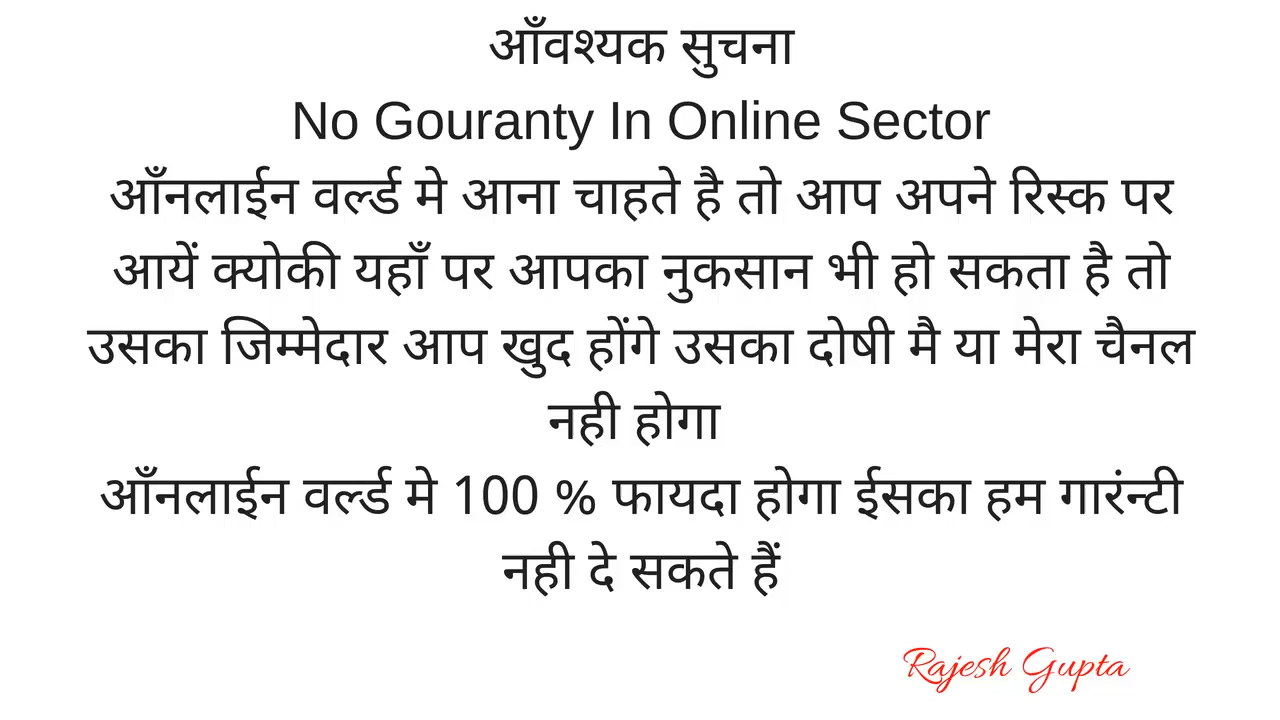 आँवश्यक सुचना
No Gouranty In Online Sector
आँनलाईन वर्ल्ड मे आना चाहते है तो आप अपने रिस्क पर
आयें क्योकी यहाँ पर आपका नुकसान भी हो सकता है तो
उसका जिम्मेदार आप खुद होंगे उसका दोषी मै या मेरा चैनल
नही होगा
आँनलाईन वर्ल्ड मे 100 % फायदा होगा ईसका हम गारंन्टी
नही दे सकते हैं
Rajesh Gupta